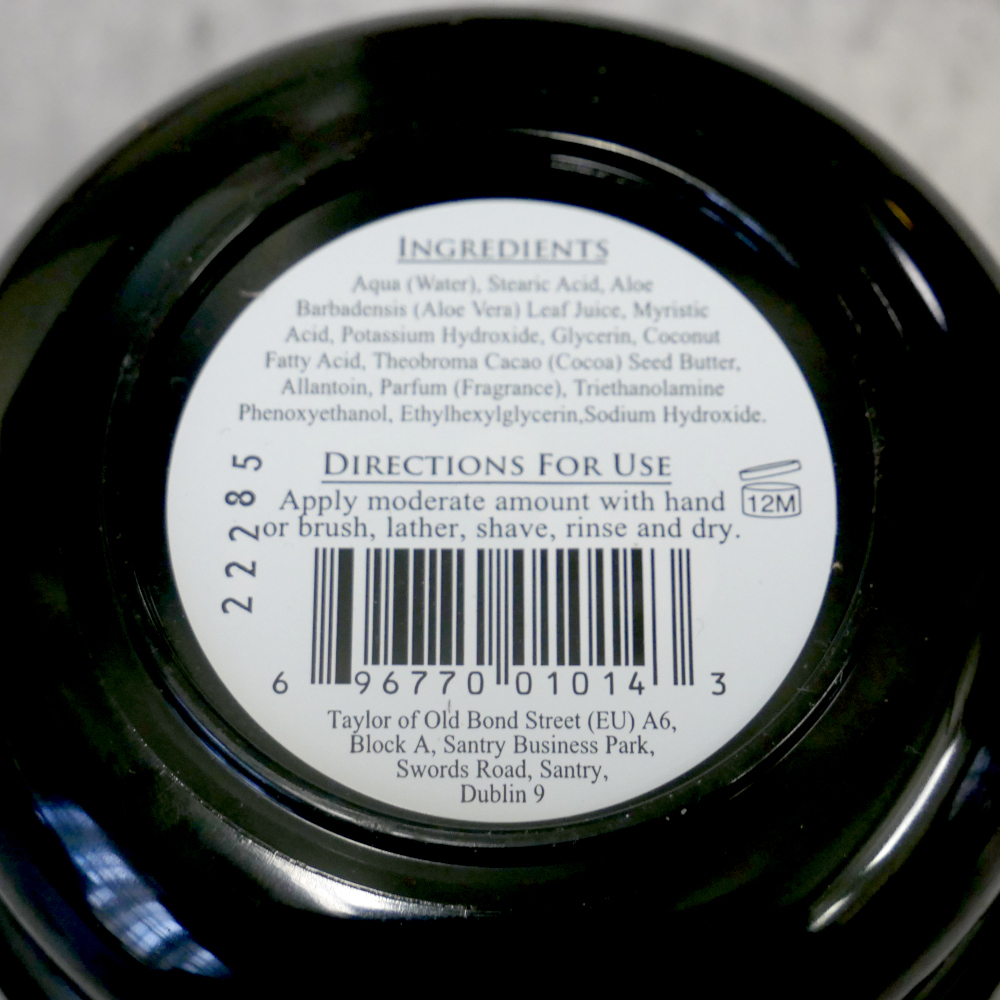 INGREDIENTS
Aqua (Water), Stearic Acid, Aloe
Barbadensis (Aloe Vera) Leaf Juice, Myristic
Acid, Potassium Hydroxide, Glycerin, Coconut
Fatty Acid, Theobroma Cacao (Cocoa) Seed Butter,
Allantoin, Parfum (Fragrance), Triethanolamine
Phenoxyethanol, Ethylhexylglycerin,Sodium Hydroxide.
22285
DIRECTIONS FOR USE
Apply moderate amount with hand
or brush, lather, shave, rinse and dry.
12M
6 96770 01014 3
Taylor of Old Bond Street (EU) A6,
Block A, Santry Business Park,
Swords Road, Santry,
Dublin 9